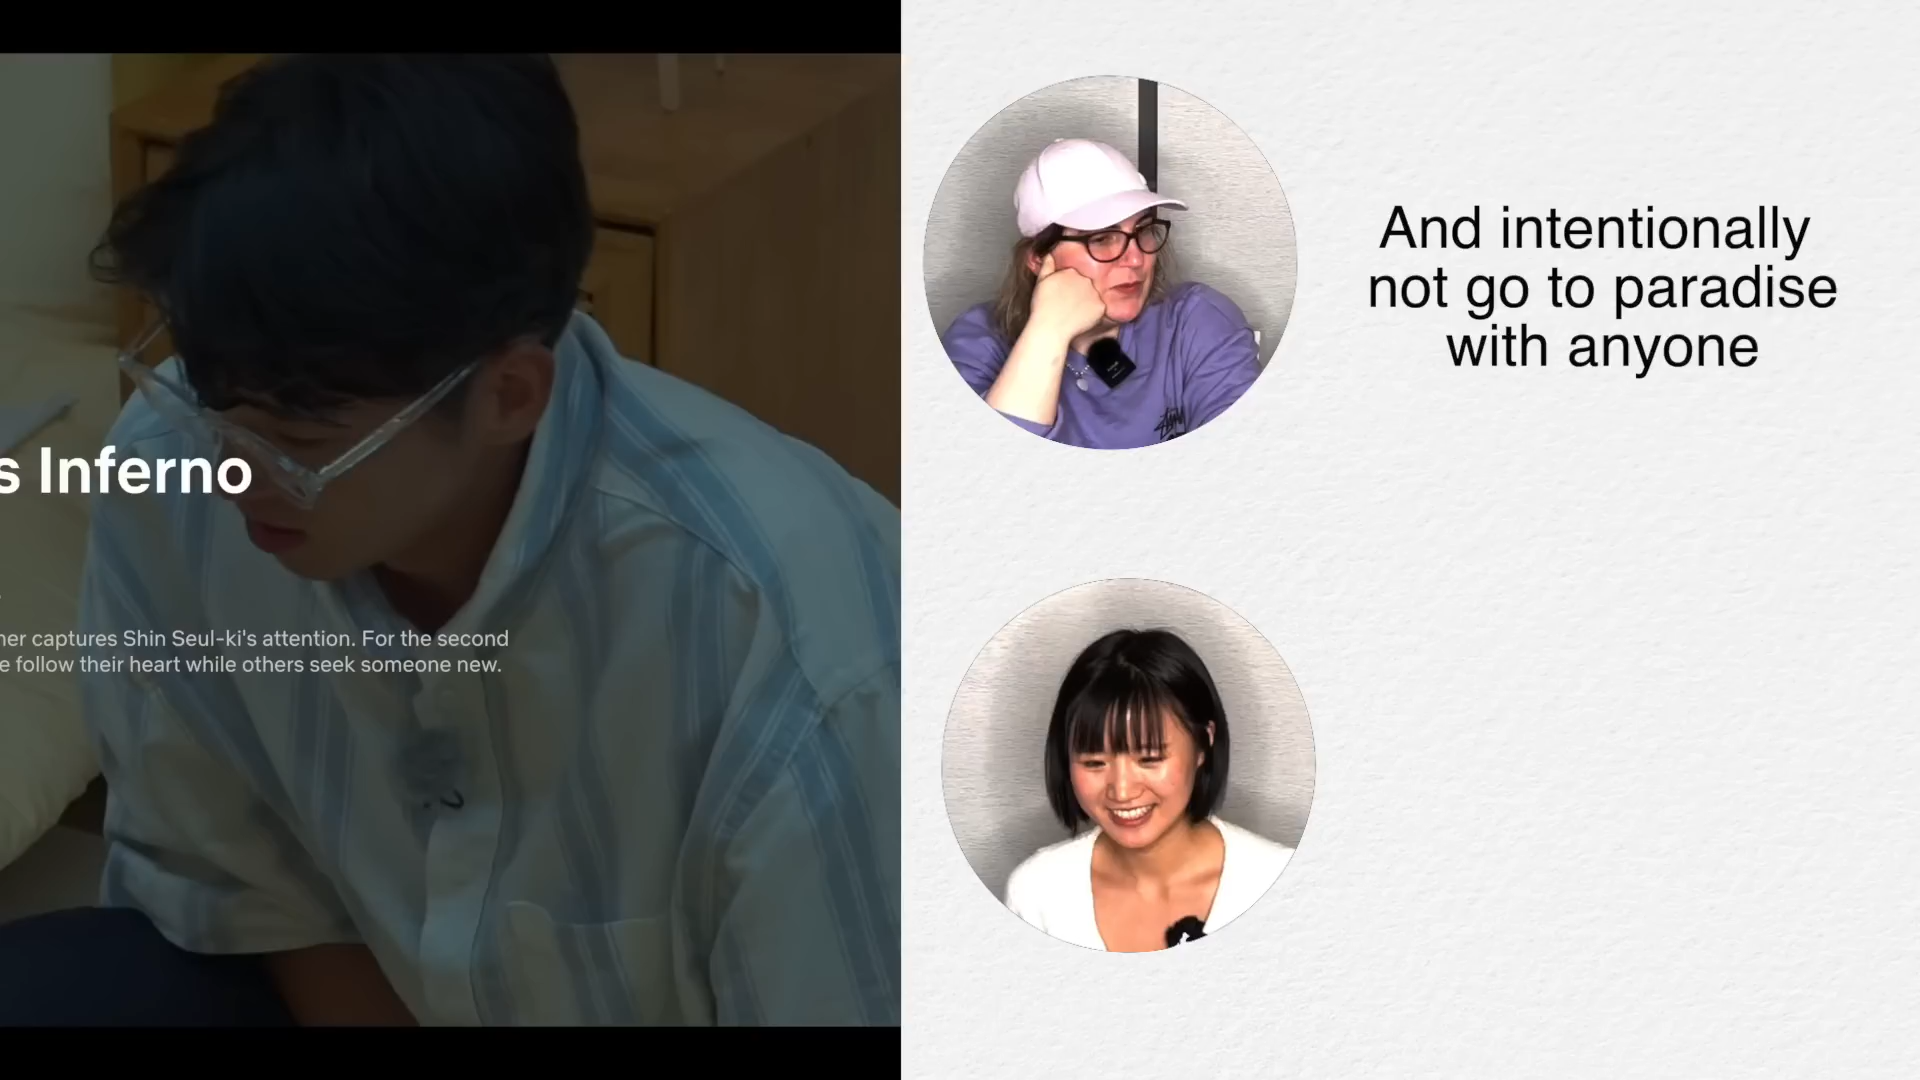 s Inferno
her captures Shin Seul-ki's attention. For the second
e follow their heart while others seek someone new.
And intentionally
not go to paradise
with anyone